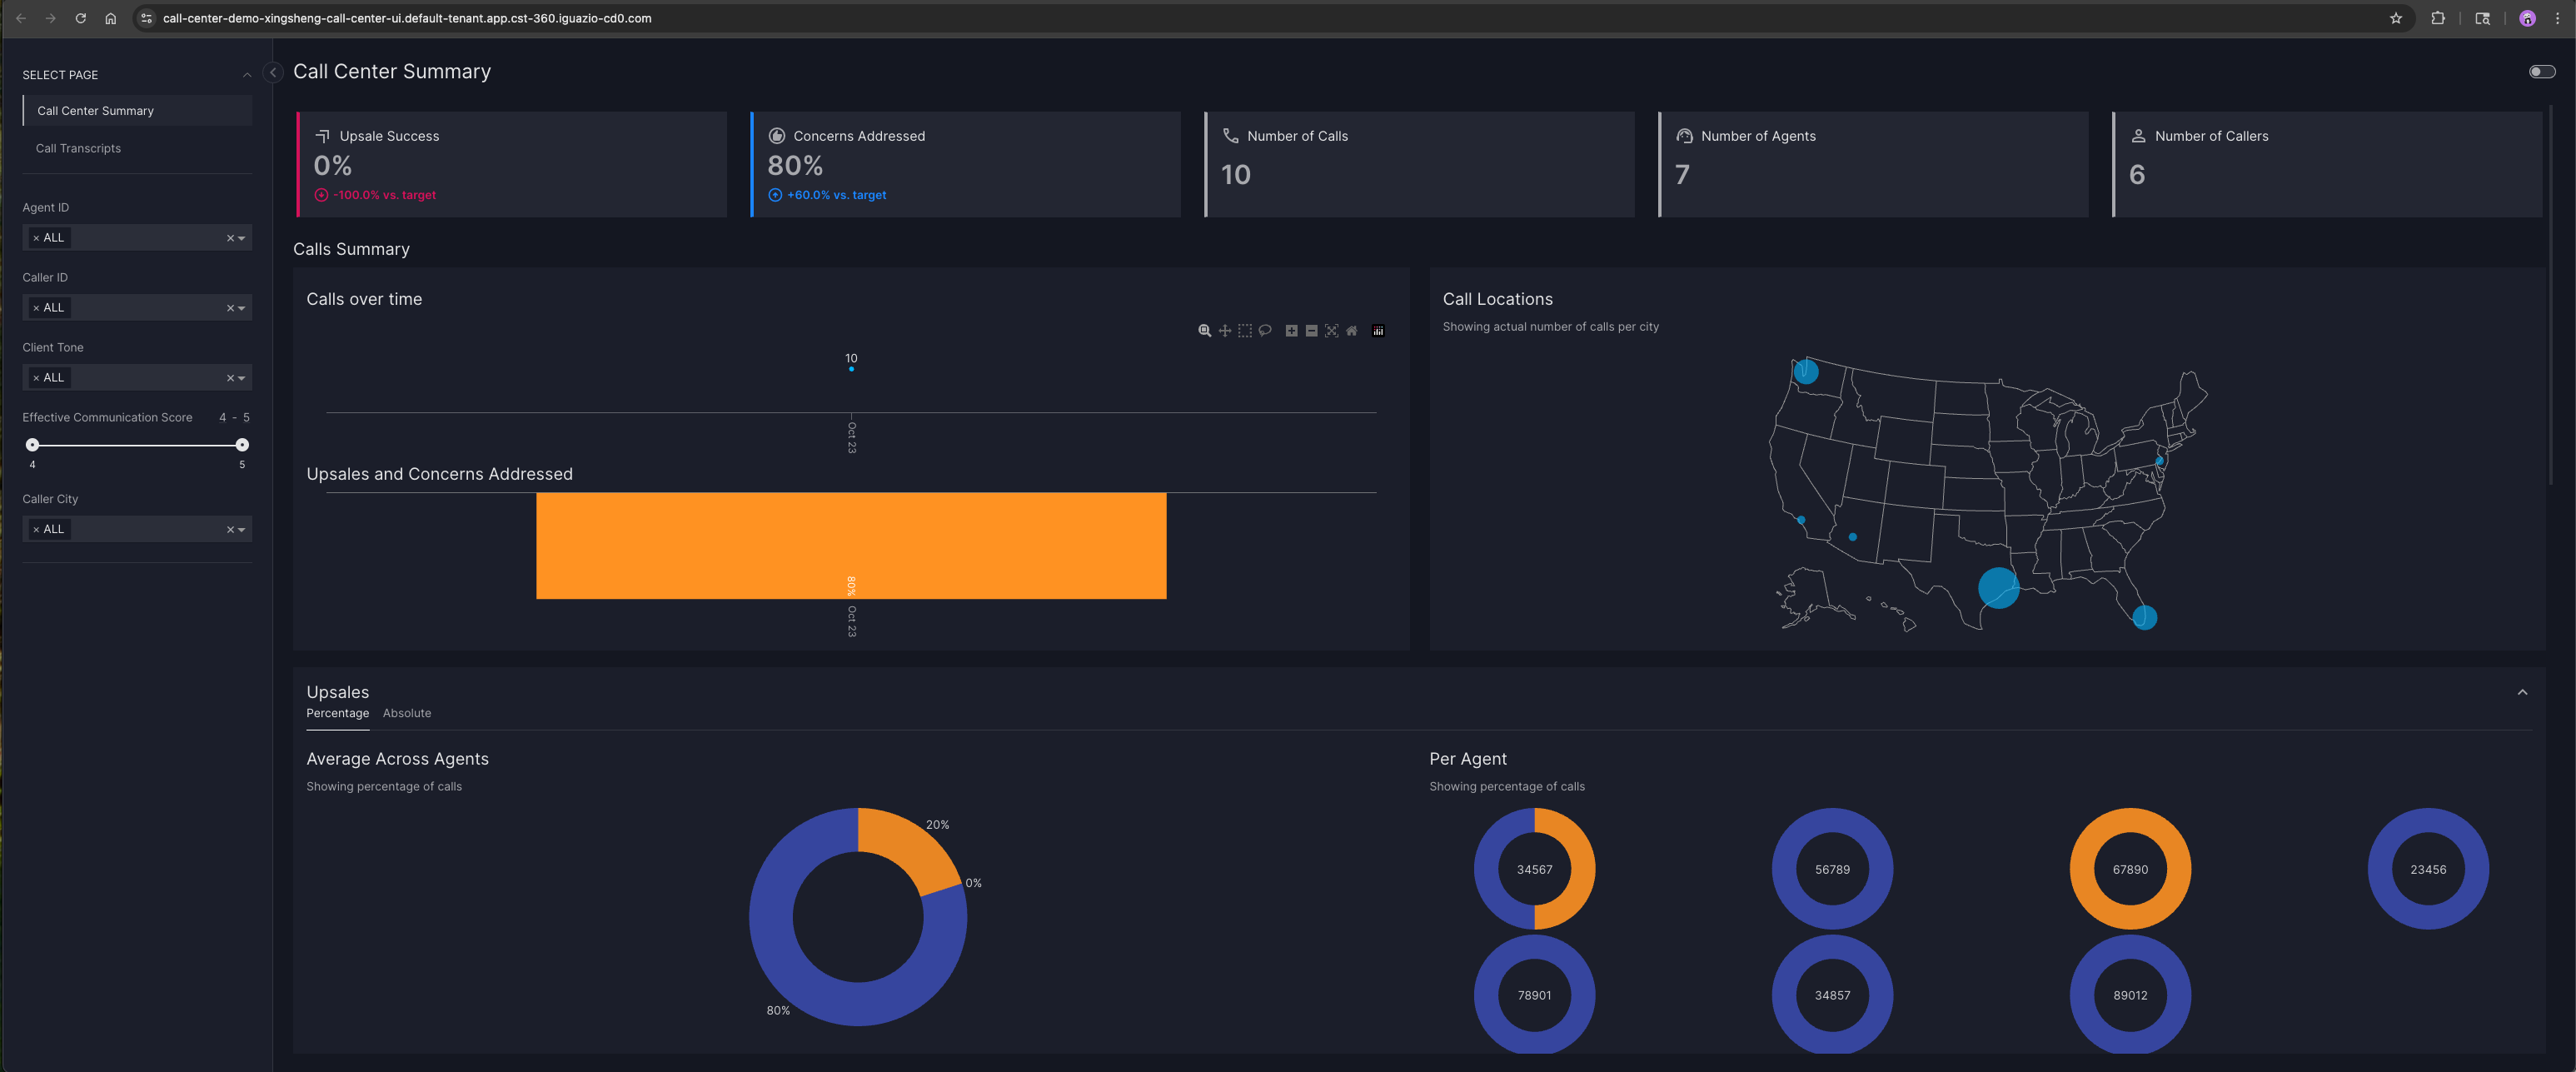 call-center-demo-xingsheng-call-center-ui.default-tenant.app.cst-360.iguazio-cd0.com
SELECT PAGE
Call Center Summary
Call Transcripts
Agent ID
× ALL
Caller ID
× ALL
Client Tone
× ALL
Effective Communication Score 4 - 5
4 5
Caller City
× ALL
Call Center Summary
Upsale Success
0%
-100.0% vs. target
Concerns Addressed
80%
+60.0% vs. target
Number of Calls
10
Number of Agents
7
Number of Callers
6
Calls Summary
Calls over time
10
Oct 23
Upsales and Concerns Addressed
80%
Oct 23
Call Locations
Showing actual number of calls per city
Upsales
Percentage Absolute
Average Across Agents
Showing percentage of calls
20%
0%
80%
Per Agent
Showing percentage of calls
34567 56789 67890 23456
78901 34857 89012